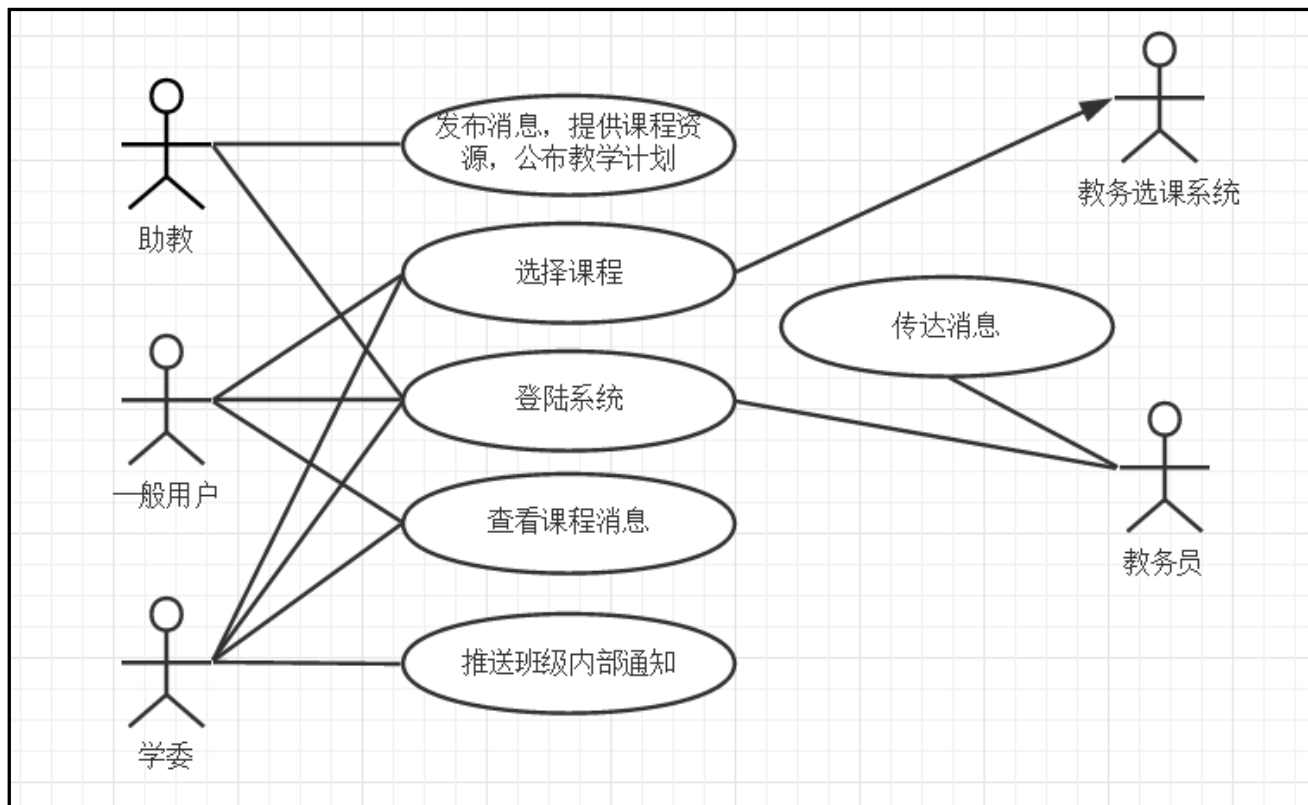 发布消息，提供课程资
源，公布教学计划
教务选课系统
助教
选择课程
传达消息
登陆系统
一般用户
查看课程消息
教务员
推送班级内部通知
学委